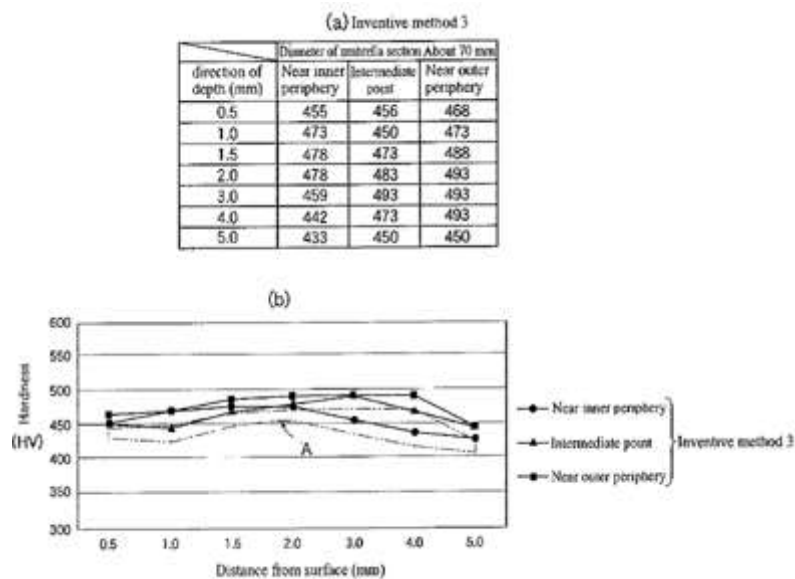 (a) Inventive method 3
Diameter of umbrella section About 70 mm
direction of depth (mm) Near inner periphery Intermediate point Near outer periphery
0.5 455 456 468
1.0 473 450 473
1.5 478 473 488
2.0 478 483 493
3.0 459 493 493
4.0 442 473 493
5.0 433 450 450
(b)
600
550
500
450
400
350
300
Hardness
(HV)
A
0.5 1.0 1.5 2.0 3.0 4.0 5.0
Distance from surface (mm)
Near inner periphery
Intermediate point
Near outer periphery
Inventive method 3